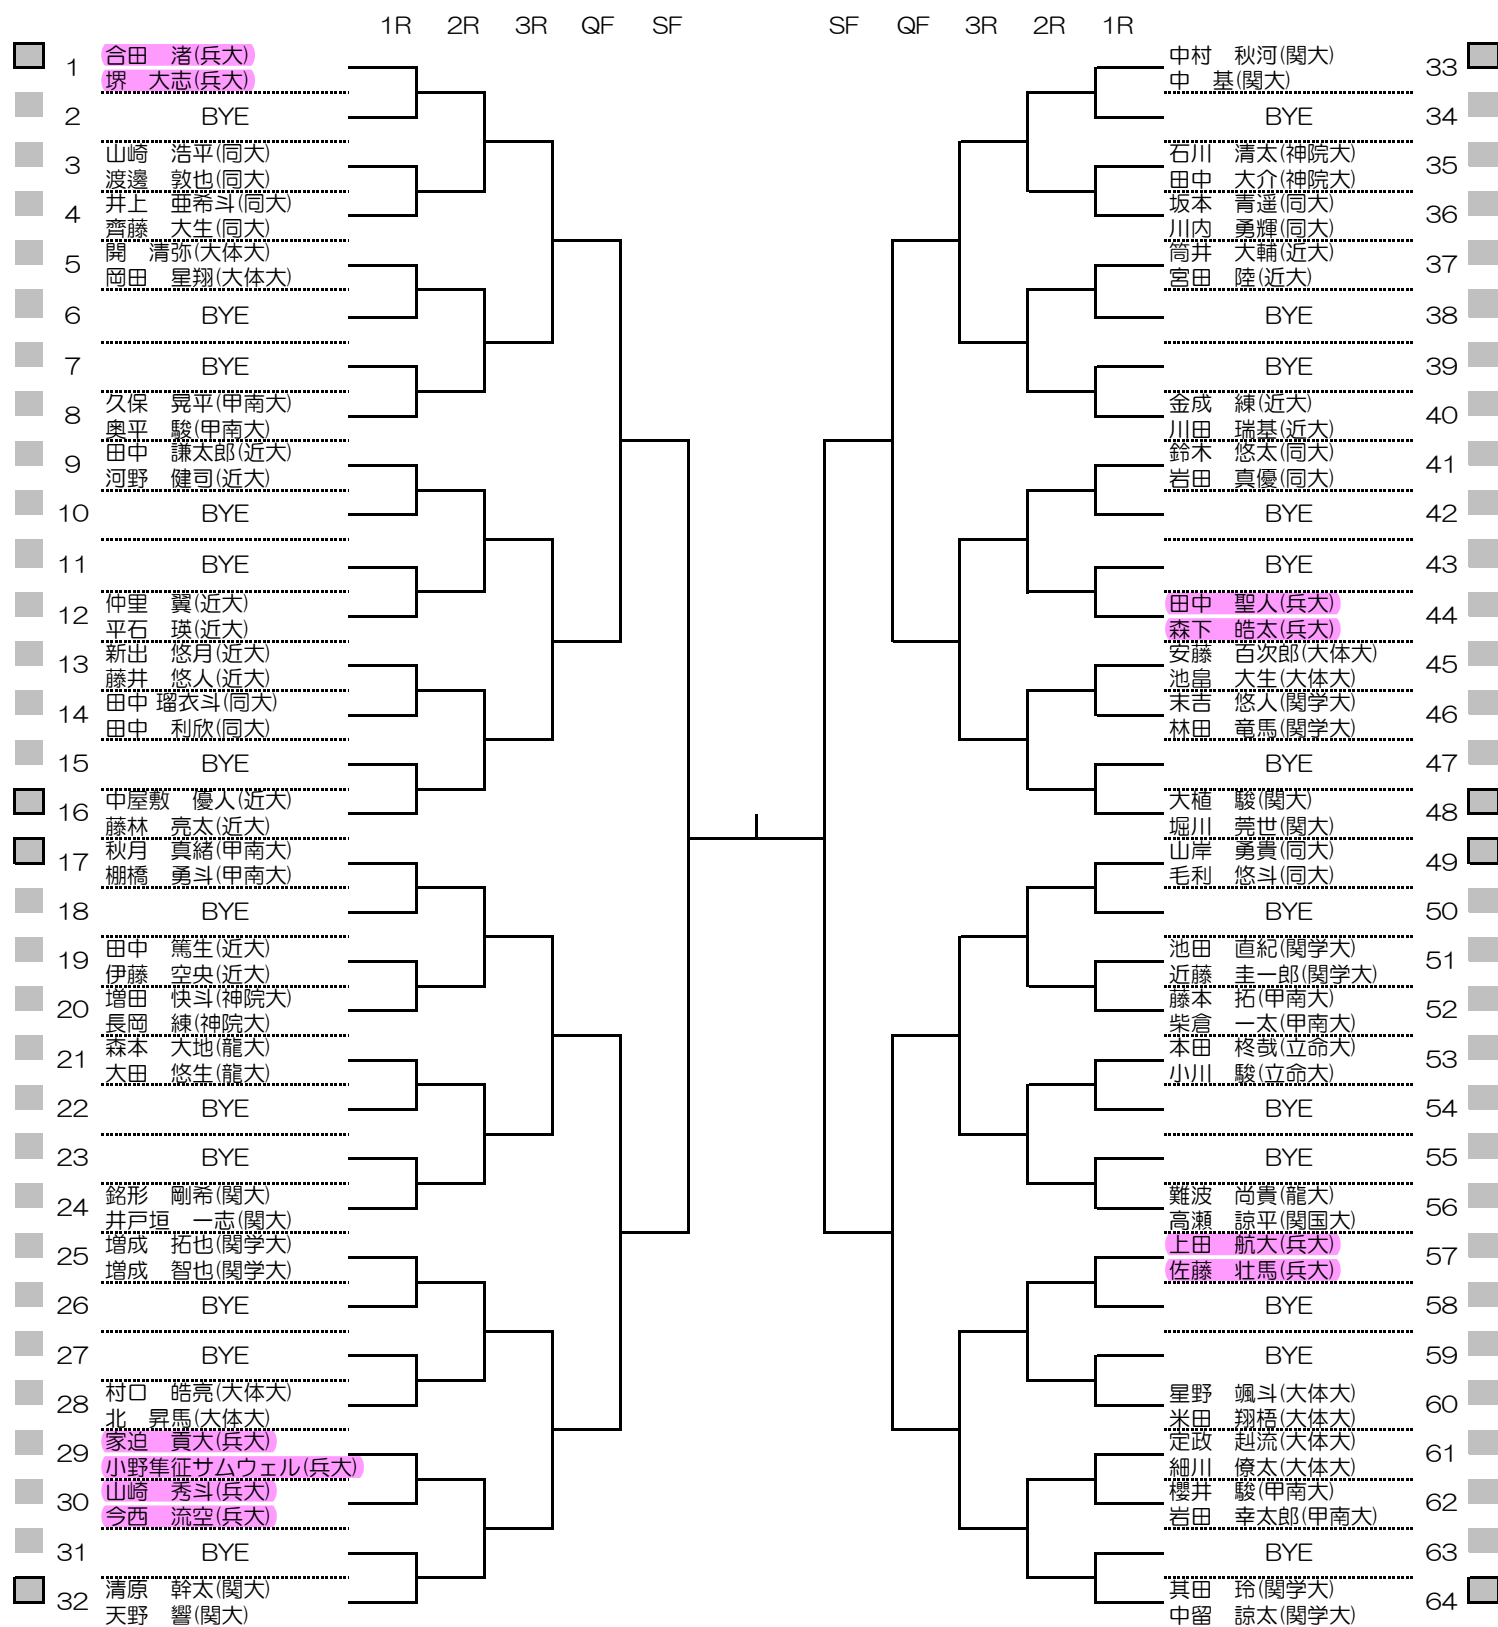 1R 2R 3R QF SF
SF QF 3R 2R 1R
1 合田 渚(兵大)
堺 大志(兵大)
2 BYE
3 山崎 浩平(同大)
渡邊 敦也(同大)
4 井上 亜希斗(同大)
齊藤 大生(同大)
5 開 清弥(大体大)
岡田 星翔(大体大)
6 BYE
7 BYE
8 久保 晃平(甲南大)
奥平 駿(甲南大)
9 田中 謙太郎(近大)
河野 健司(近大)
10 BYE
11 BYE
12 仲里 翼(近大)
平石 瑛(近大)
13 新出 悠月(近大)
藤井 悠人(近大)
14 田中 瑠衣斗(同大)
田中 利欣(同大)
15 BYE
16 中屋敷 優人(近大)
藤林 亮太(近大)
17 秋月 真緒(甲南大)
棚橋 勇斗(甲南大)
18 BYE
19 田中 篤生(近大)
伊藤 空央(近大)
20 増田 快斗(神院大)
長岡 練(神院大)
21 森本 大地(龍大)
大田 悠生(龍大)
22 BYE
23 BYE
24 銘形 剛希(関大)
井戸垣 一志(関大)
25 増成 拓也(関学大)
増成 智也(関学大)
26 BYE
27 BYE
28 村口 皓亮(大体大)
北 昇馬(大体大)
29 家迫 貢大(兵大)
小野隼征サムウェル(兵大)
30 山崎 秀斗(兵大)
今西 流空(兵大)
31 BYE
32 清原 幹太(関大)
天野 響(関大)
中村 秋河(関大) 33
中 基(関大)
BYE 34
石川 清太(神院大) 35
田中 大介(神院大)
坂本 青遥(同大) 36
川内 勇輝(同大)
筒井 大輔(近大) 37
宮田 陸(近大)
BYE 38
BYE 39
金成 練(近大) 40
川田 瑞基(近大)
鈴木 悠太(同大) 41
岩田 真優(同大)
BYE 42
BYE 43
田中 聖人(兵大) 44
森下 皓太(兵大)
安藤 百次郎(大体大) 45
池畠 大生(大体大)
末吉 悠人(関学大) 46
林田 竜馬(関学大)
BYE 47
大植 駿(関大) 48
堀川 莞世(関大)
山岸 勇貴(同大) 49
毛利 悠斗(同大)
BYE 50
池田 直紀(関学大) 51
近藤 圭一郎(関学大)
藤本 拓(甲南大) 52
柴倉 一太(甲南大)
本田 柊哉(立命大) 53
小川 駿(立命大)
BYE 54
BYE 55
難波 尚貴(龍大) 56
高瀬 諒平(関国大)
上田 航大(兵大) 57
佐藤 壮馬(兵大)
BYE 58
BYE 59
星野 颯斗(大体大) 60
米田 翔梧(大体大)
定政 赳流(大体大) 61
細川 僚太(大体大)
櫻井 駿(甲南大) 62
岩田 幸太郎(甲南大)
BYE 63
其田 玲(関学大) 64
中留 諒太(関学大)